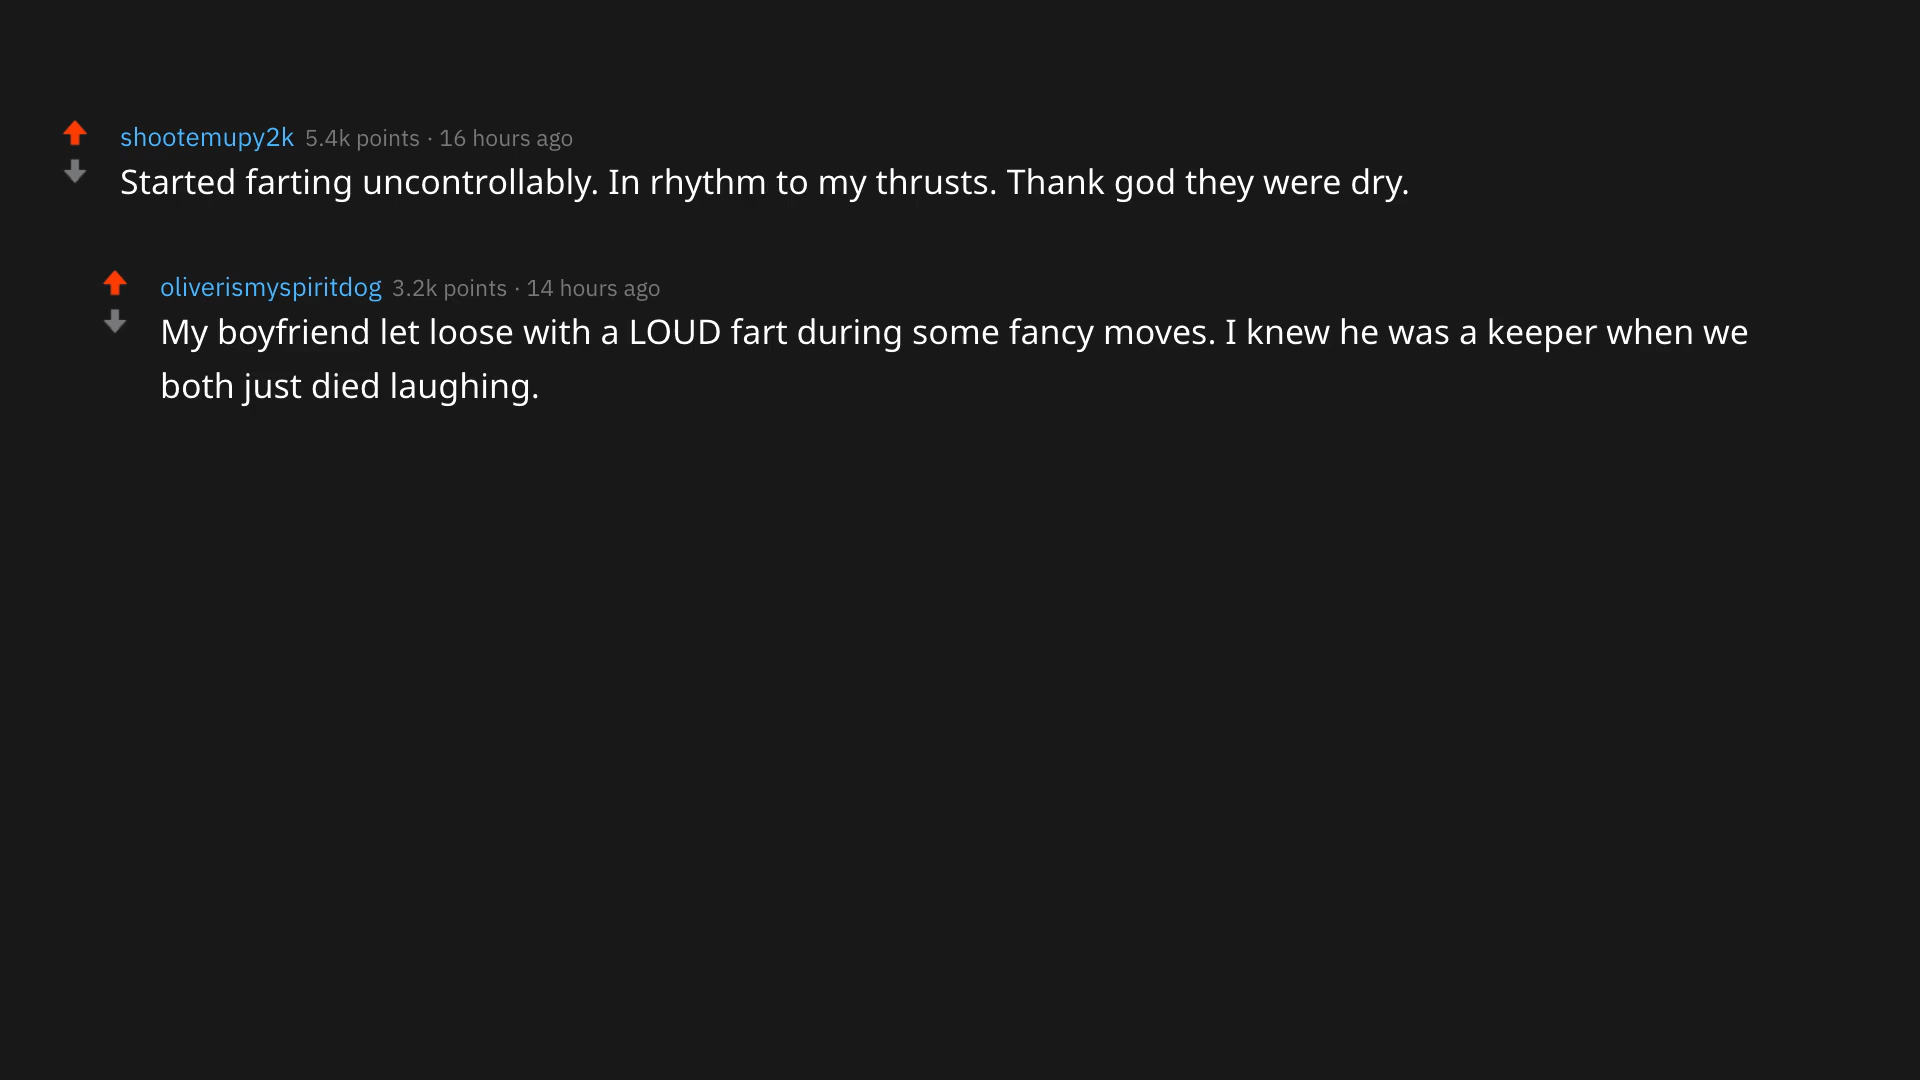 shootemupy2k 5.4k points · 16 hours ago
Started farting uncontrollably. In rhythm to my thrusts. Thank god they were dry.
oliverismyspiritdog 3.2k points · 14 hours ago
My boyfriend let loose with a LOUD fart during some fancy moves. I knew he was a keeper when we
both just died laughing.